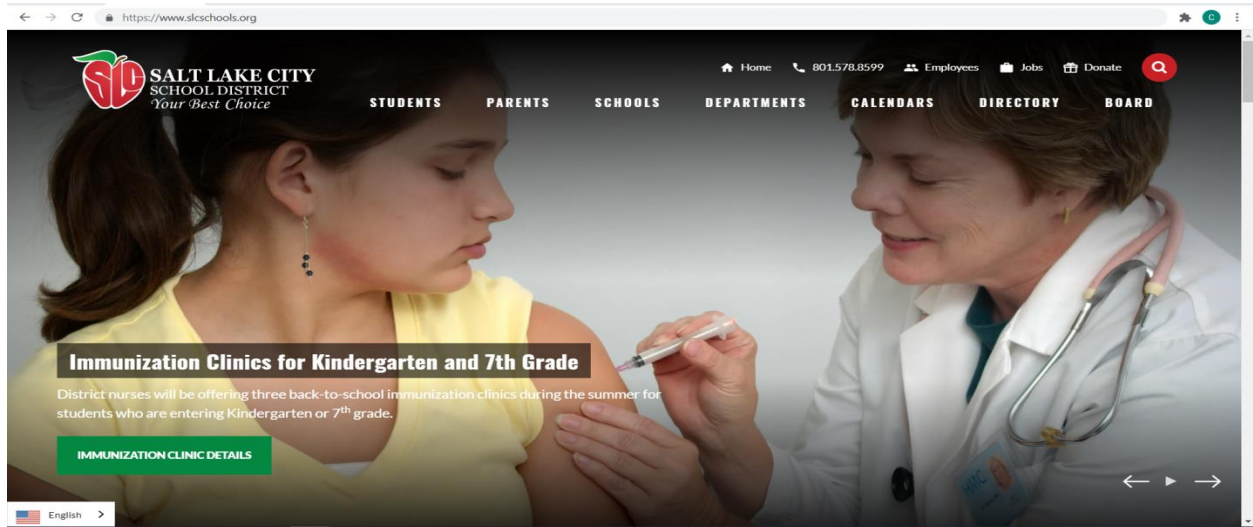 https://www.slcschools.org
C
SLC
SALT LAKE CITY
SCHOOL DISTRICT
Your Best Choice
Home 801.578.8599 Employees Jobs Donate
STUDENTS PARENTS SCHOOLS DEPARTMENTS CALENDARS DIRECTORY BOARD
Immunization Clinics for Kindergarten and 7th Grade
District nurses will be offering three back-to-school immunization clinics during the summer for
students who are entering Kindergarten or 7th grade.
IMMUNIZATION CLINIC DETAILS
HMC
English